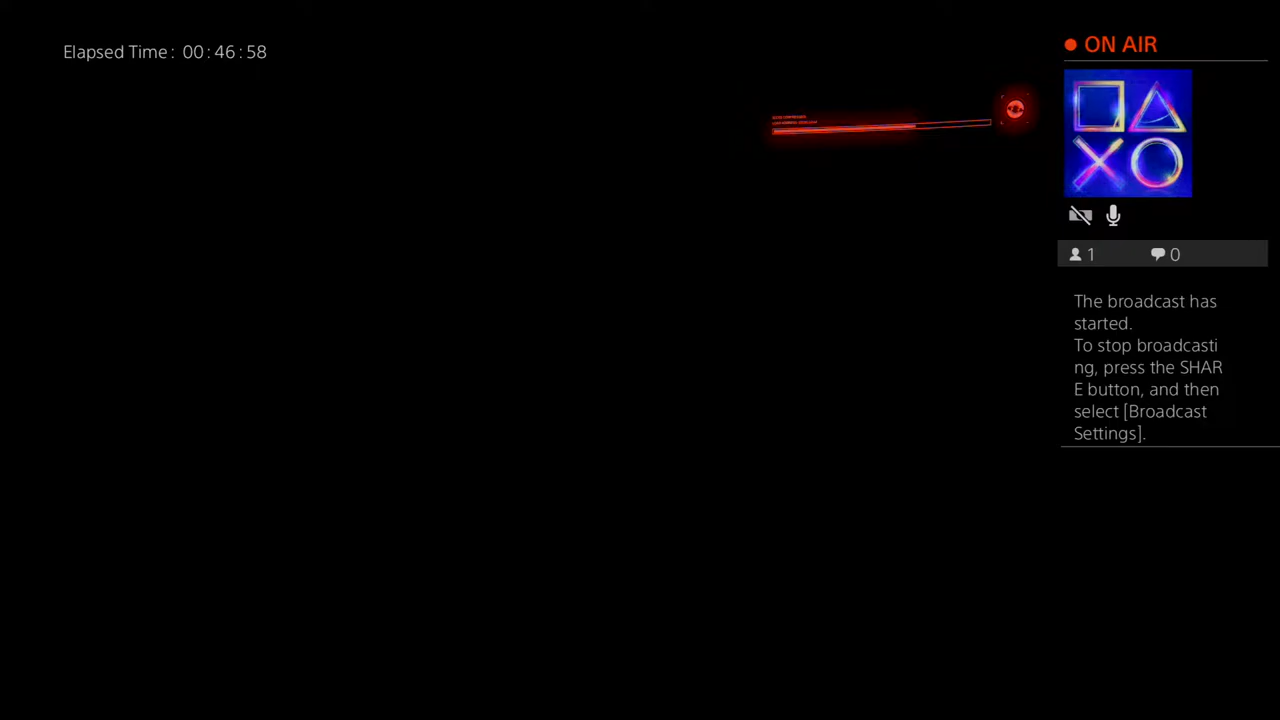 Elapsed Time: 00:46:58
ON AIR
1
0
The broadcast has
started.
To stop broadcasti
ng, press the SHAR
E button, and then
select [Broadcast
Settings].